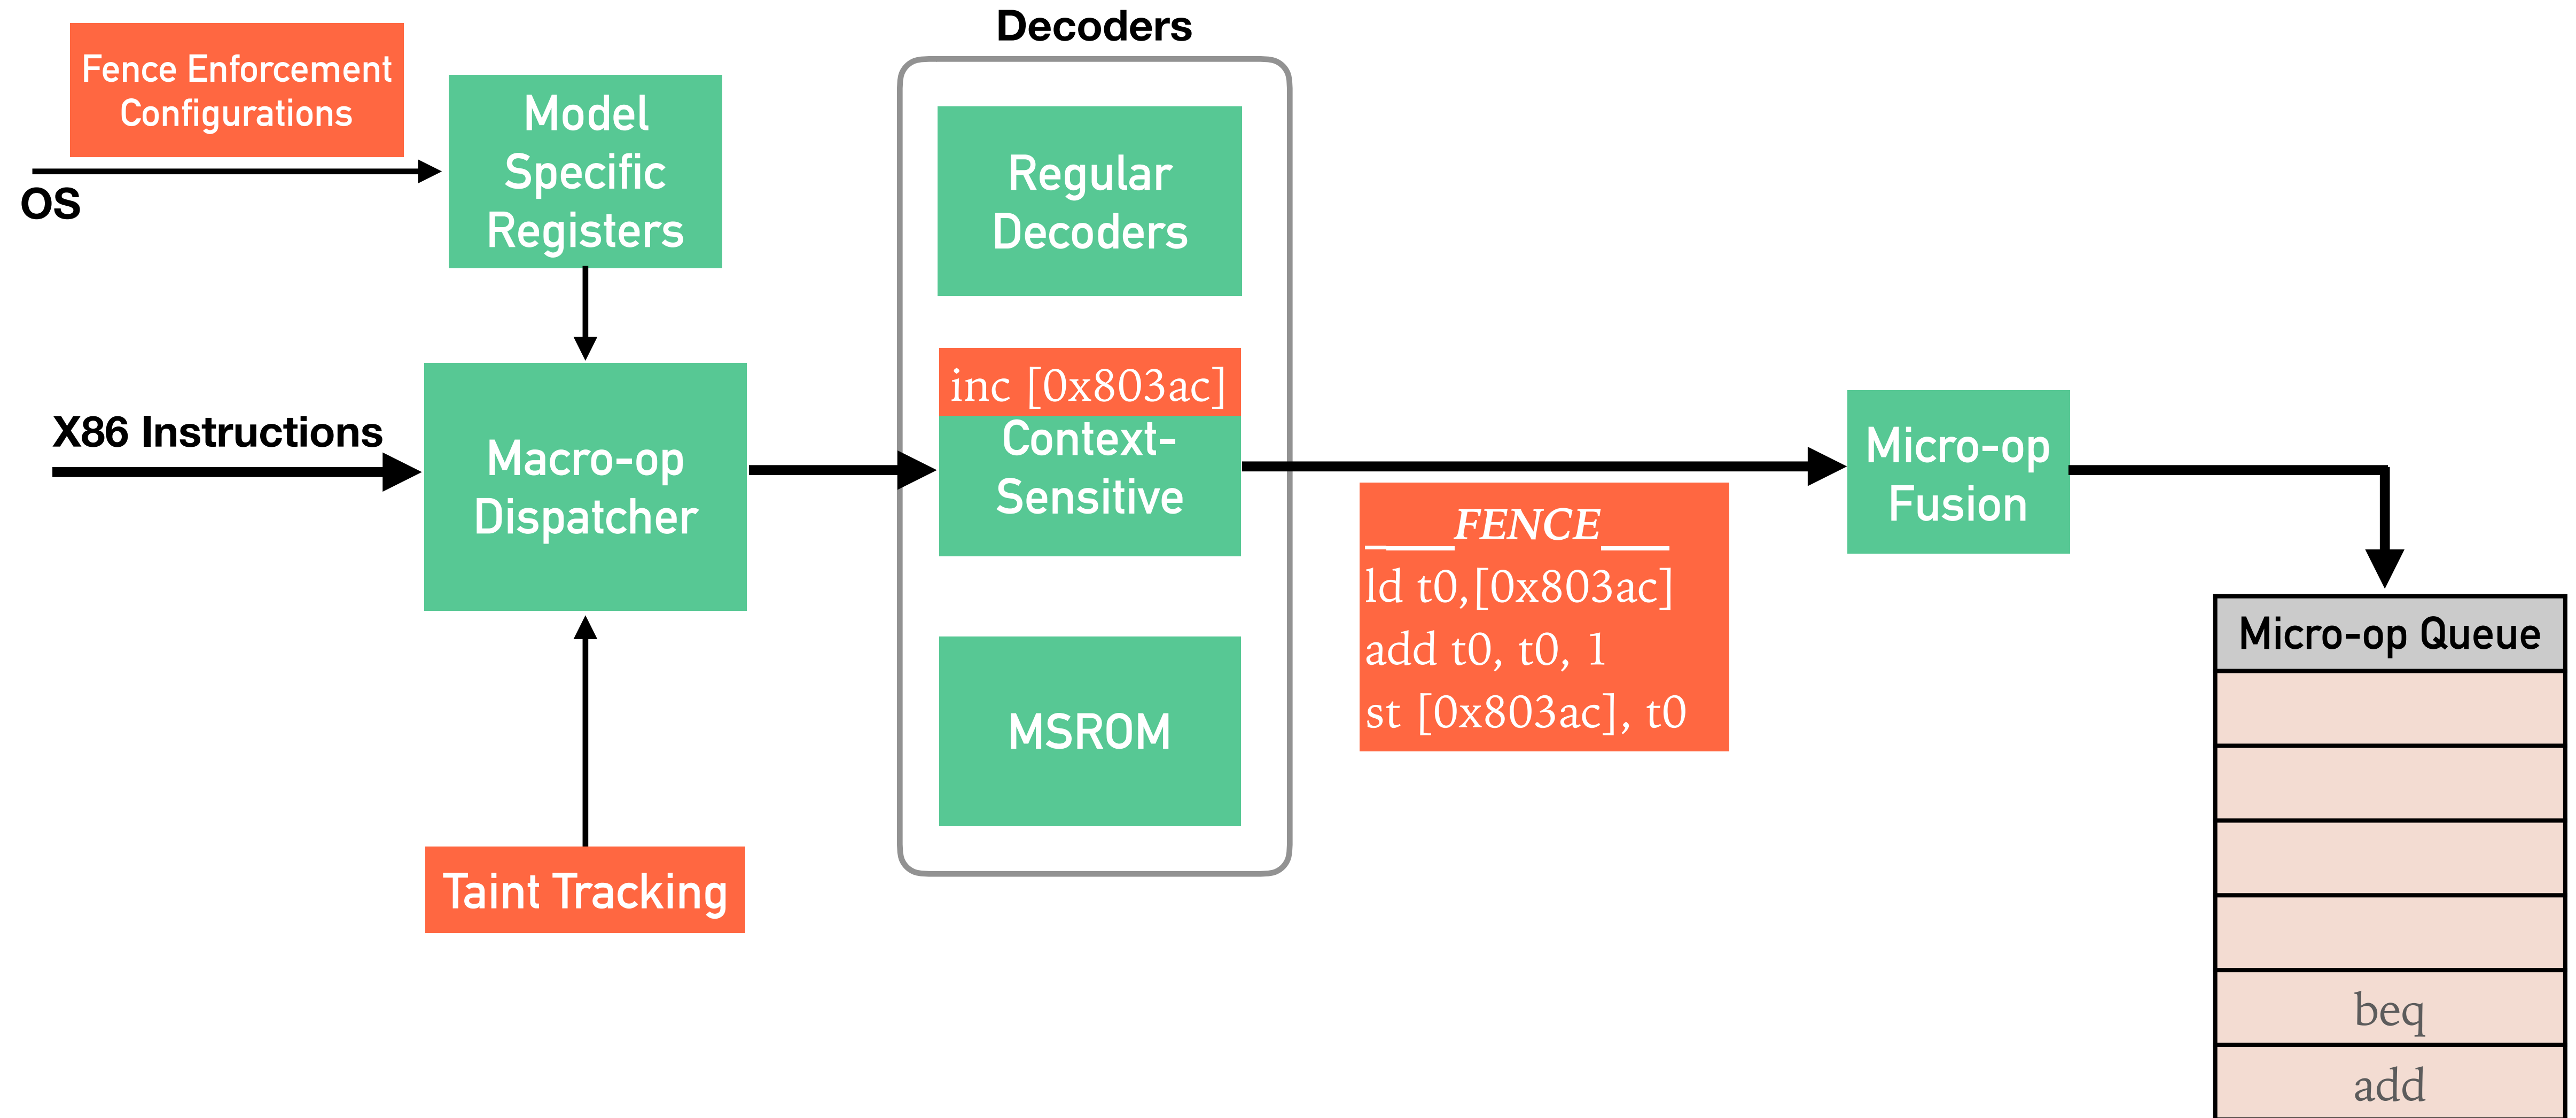 Decoders
Fence Enforcement
Configurations
OS
Model
Specific
Registers
Regular
Decoders
X86 Instructions
Macro-op
Dispatcher
inc [0x803ac]
Context-
Sensitive
____FENCE___
ld t0,[0x803ac]
add t0, t0, 1
st [0x803ac], t0
Micro-op
Fusion
MSROM
Taint Tracking
Micro-op Queue
beq
add